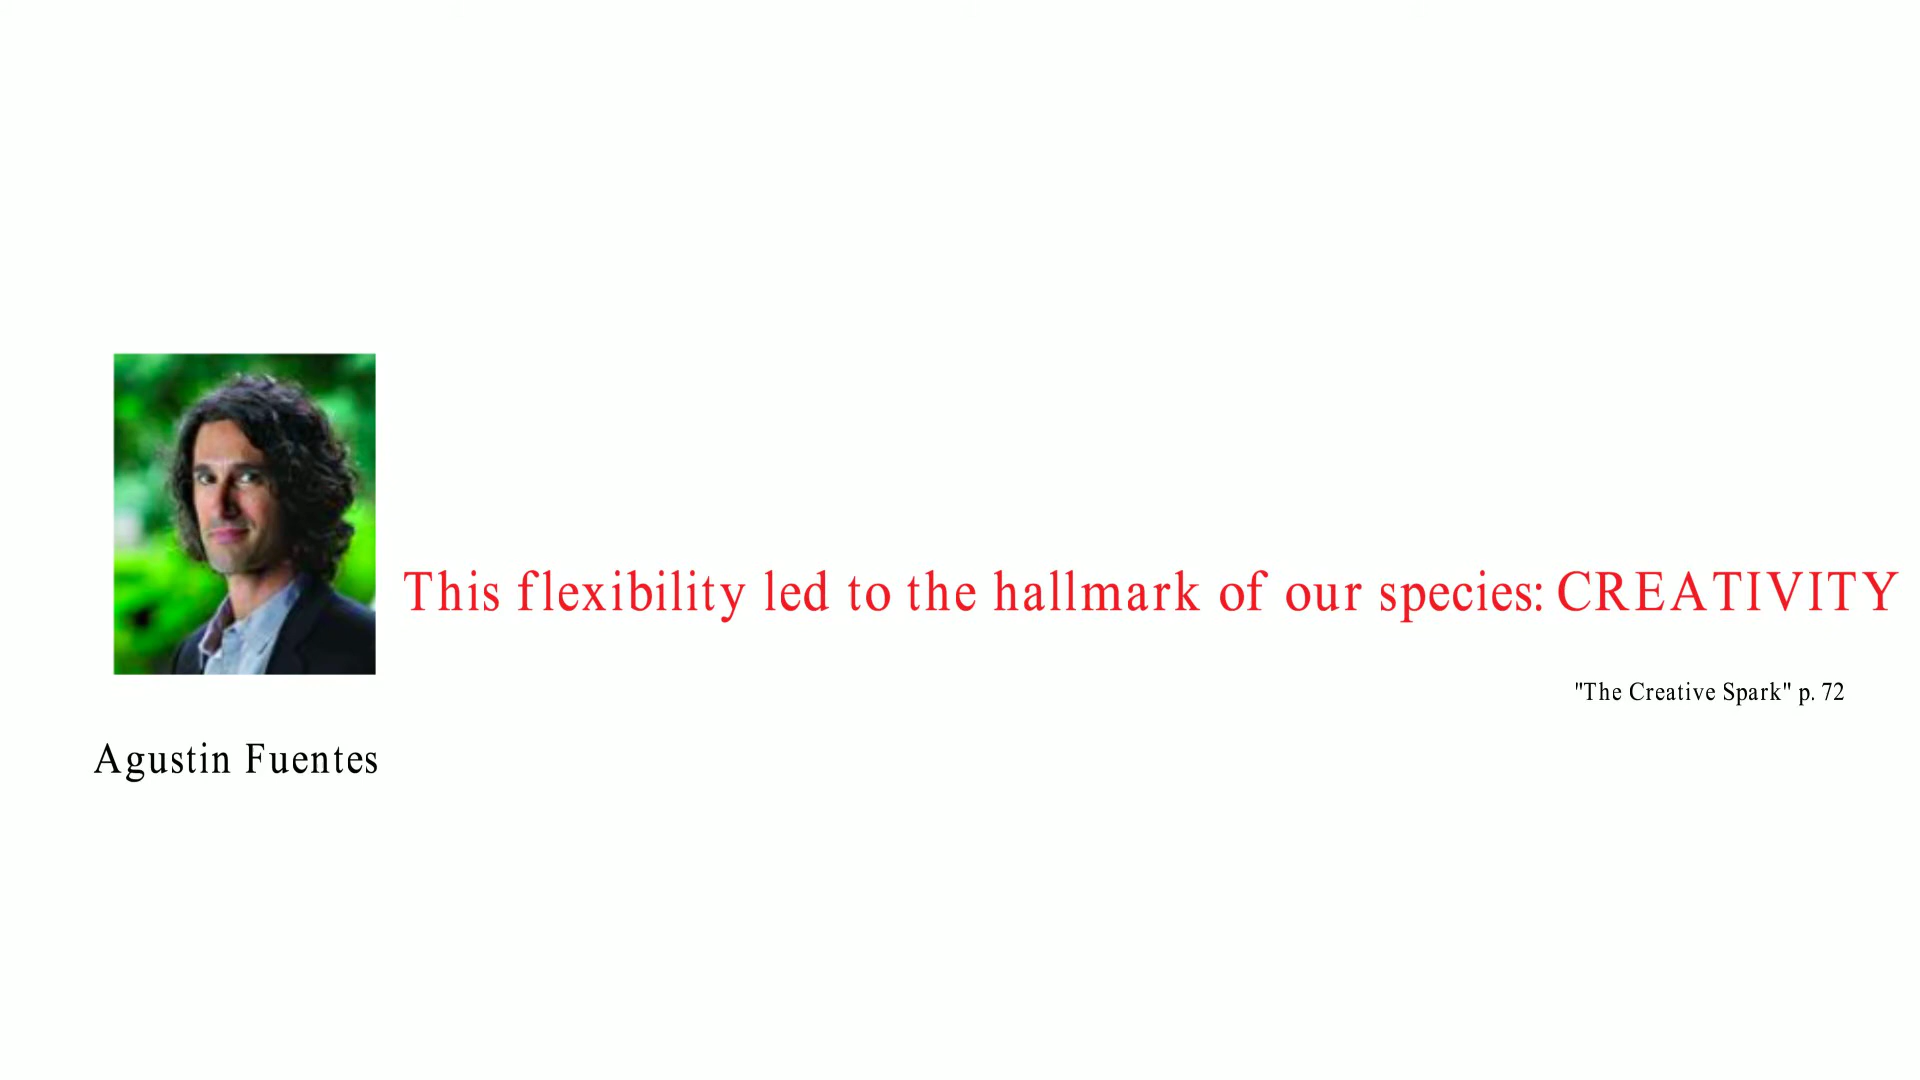 This flexibility led to the hallmark of our species: CREATIVITY
"The Creative Spark" p. 72
Agustin Fuentes